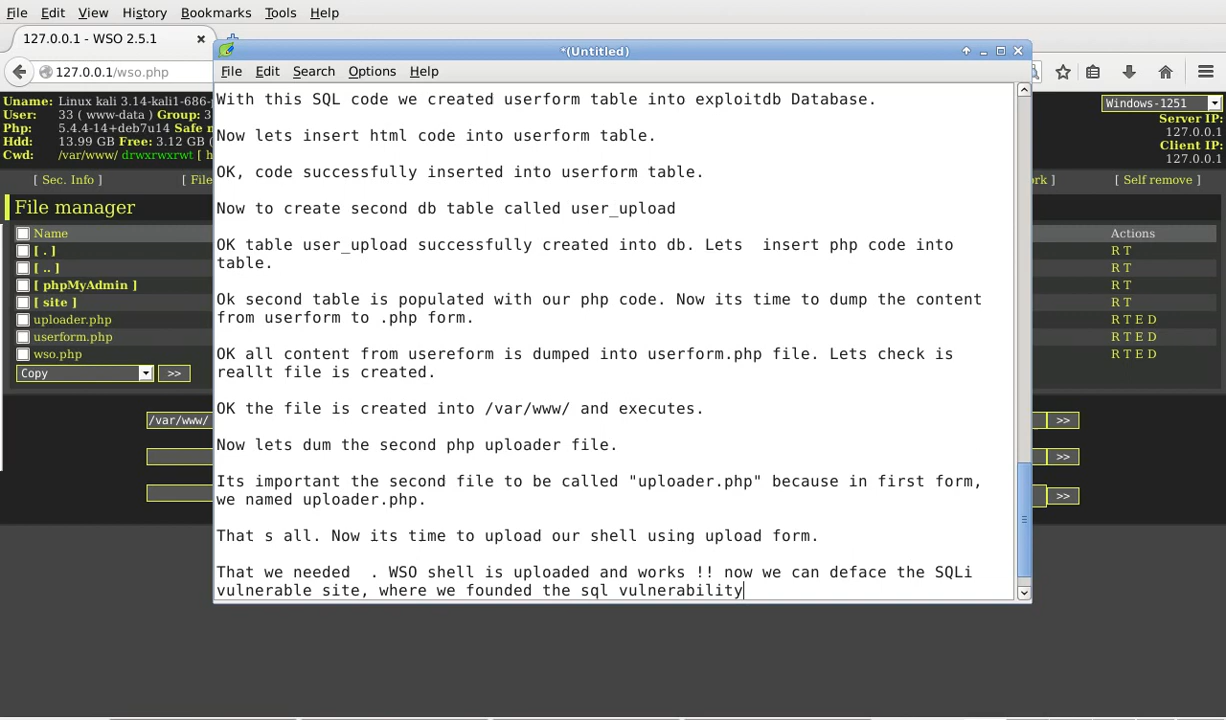 File Edit View History Bookmarks Tools Help
127.0.0.1 - WSO 2.5.1
*(Untitled)
127.0.0.1/wso.php
File Edit Search Options Help
Uname: Linux kali 3.14-kali1-686-
User: 33 ( www-data ) Group: 3
Php: 5.4.4-14+deb7u14 Safe
Hdd: 13.99 GB Free: 3.12 GB (
Cwd: /var/www/ drwxrwxrwt [
Windows-1251
Server IP:
127.0.0.1
Client IP:
127.0.0.1
[ Sec. Info ] [ File
[ Self remove ]
File manager
Name
Actions
[ . ] R T
[ .. ] R T
[ phpMyAdmin ] R T
[ site ] R T
uploader.php R T E D
userform.php R T E D
wso.php R T E D
Copy >>
/var/www/ >>
>>
>>
With this SQL code we created userform table into exploitdb Database.
Now lets insert html code into userform table.
OK, code successfully inserted into userform table.
Now to create second db table called user_upload
OK table user_upload successfully created into db. Lets  insert php code into
table.
Ok second table is populated with our php code. Now its time to dump the content
from userform to .php form.
OK all content from usereform is dumped into userform.php file. Lets check is
reallt file is created.
OK the file is created into /var/www/ and executes.
Now lets dum the second php uploader file.
Its important the second file to be called "uploader.php" because in first form,
we named uploader.php.
That s all. Now its time to upload our shell using upload form.
That we needed  . WSO shell is uploaded and works !! now we can deface the SQLi
vulnerable site, where we founded the sql vulnerability